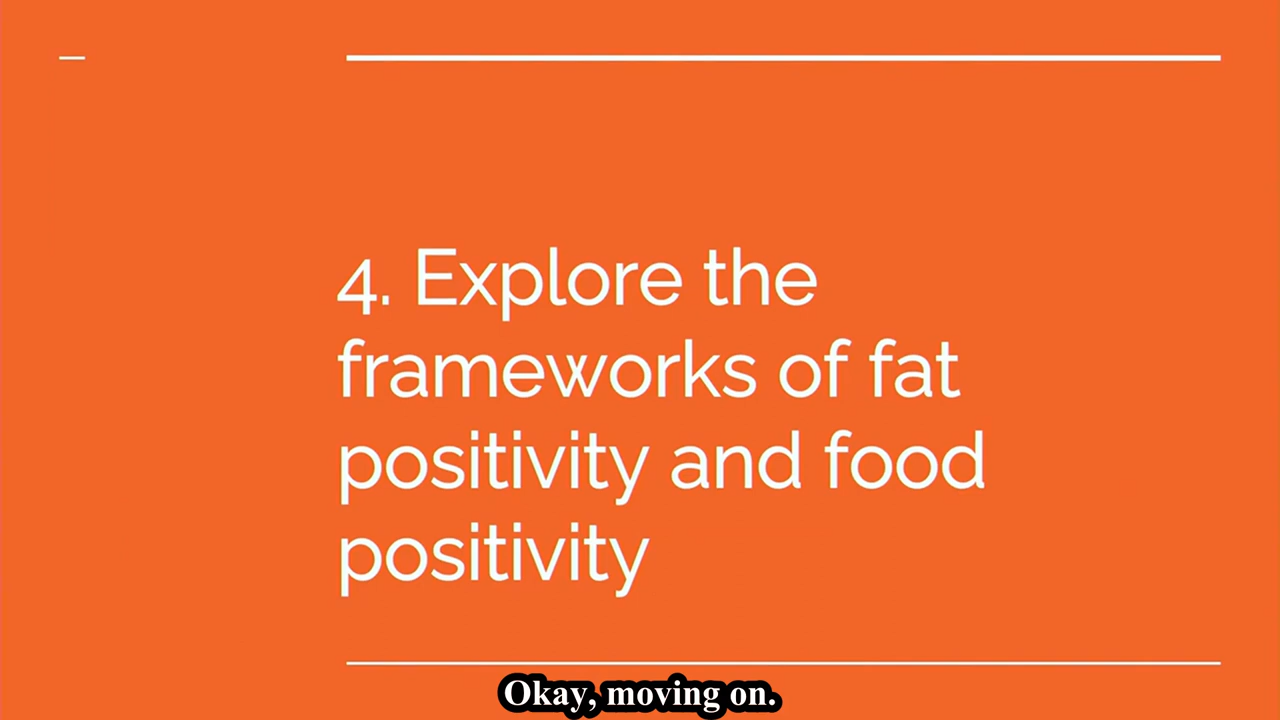 4. Explore the
frameworks of fat
positivity and food
positivity
Okay, moving on.